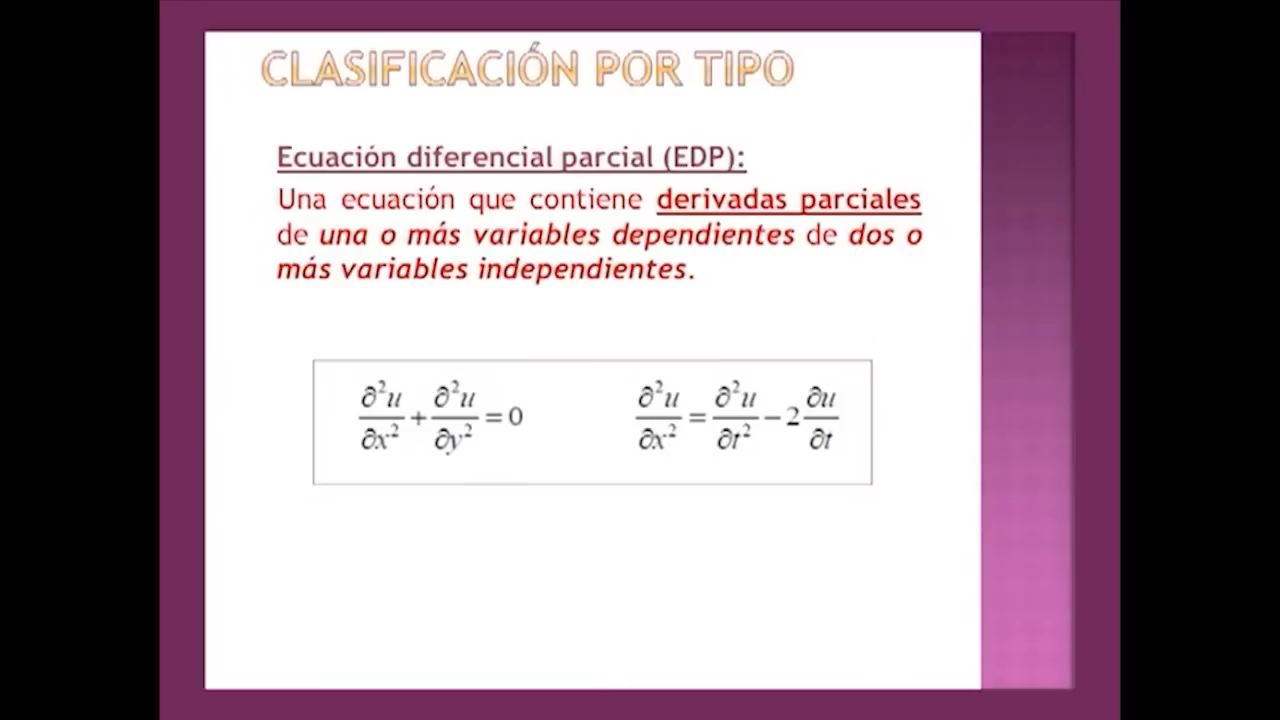 CLASIFICACIÓN POR TIPO
Ecuación diferencial parcial (EDP):
Una ecuación que contiene derivadas parciales
de una o más variables dependientes de dos o
más variables independientes.
∂²u/∂x² + ∂²u/∂y² = 0    ∂²u/∂x² = ∂²u/∂t² − 2 ∂u/∂t